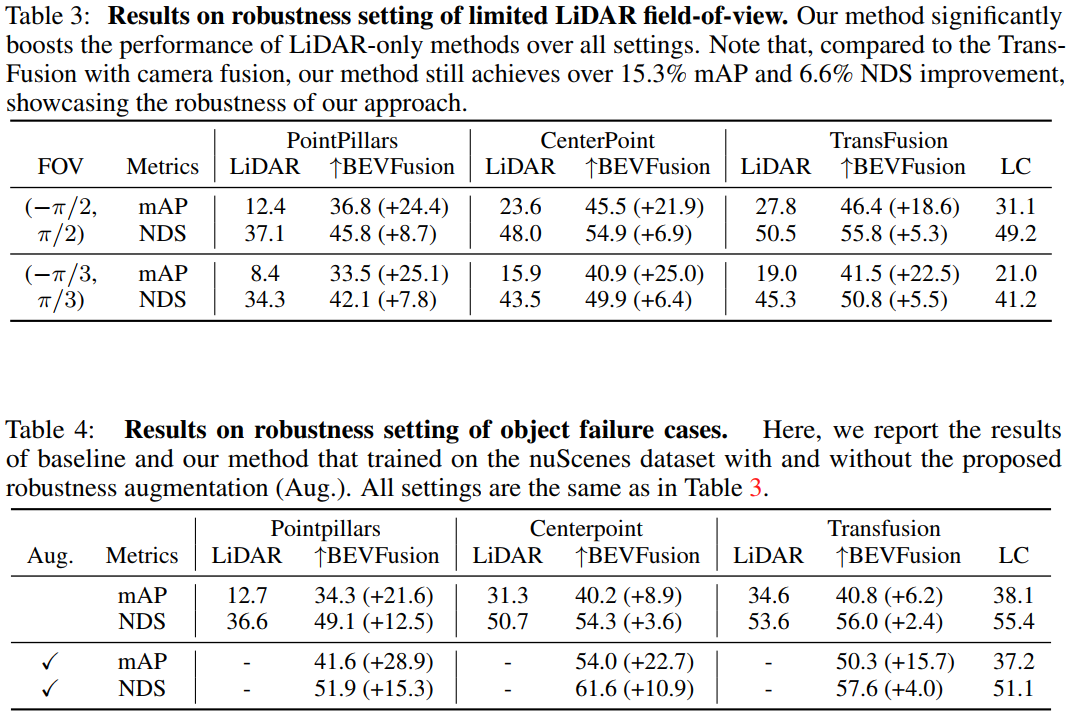 Table 3: Results on robustness setting of limited LiDAR field-of-view. Our method significantly
boosts the performance of LiDAR-only methods over all settings. Note that, compared to the Trans-
Fusion with camera fusion, our method still achieves over 15.3% mAP and 6.6% NDS improvement,
showcasing the robustness of our approach.
PointPillars CenterPoint TransFusion
FOV Metrics LiDAR ↑BEVFusion LiDAR ↑BEVFusion LiDAR ↑BEVFusion LC
(−π/2, mAP 12.4 36.8 (+24.4) 23.6 45.5 (+21.9) 27.8 46.4 (+18.6) 31.1
π/2) NDS 37.1 45.8 (+8.7) 48.0 54.9 (+6.9) 50.5 55.8 (+5.3) 49.2
(−π/3, mAP 8.4 33.5 (+25.1) 15.9 40.9 (+25.0) 19.0 41.5 (+22.5) 21.0
π/3) NDS 34.3 42.1 (+7.8) 43.5 49.9 (+6.4) 45.3 50.8 (+5.5) 41.2
Table 4: Results on robustness setting of object failure cases. Here, we report the results
of baseline and our method that trained on the nuScenes dataset with and without the proposed
robustness augmentation (Aug.). All settings are the same as in Table 3.
Pointpillars Centerpoint Transfusion
Aug. Metrics LiDAR ↑BEVFusion LiDAR ↑BEVFusion LiDAR ↑BEVFusion LC
mAP 12.7 34.3 (+21.6) 31.3 40.2 (+8.9) 34.6 40.8 (+6.2) 38.1
NDS 36.6 49.1 (+12.5) 50.7 54.3 (+3.6) 53.6 56.0 (+2.4) 55.4
✓ mAP - 41.6 (+28.9) - 54.0 (+22.7) - 50.3 (+15.7) 37.2
✓ NDS - 51.9 (+15.3) - 61.6 (+10.9) - 57.6 (+4.0) 51.1